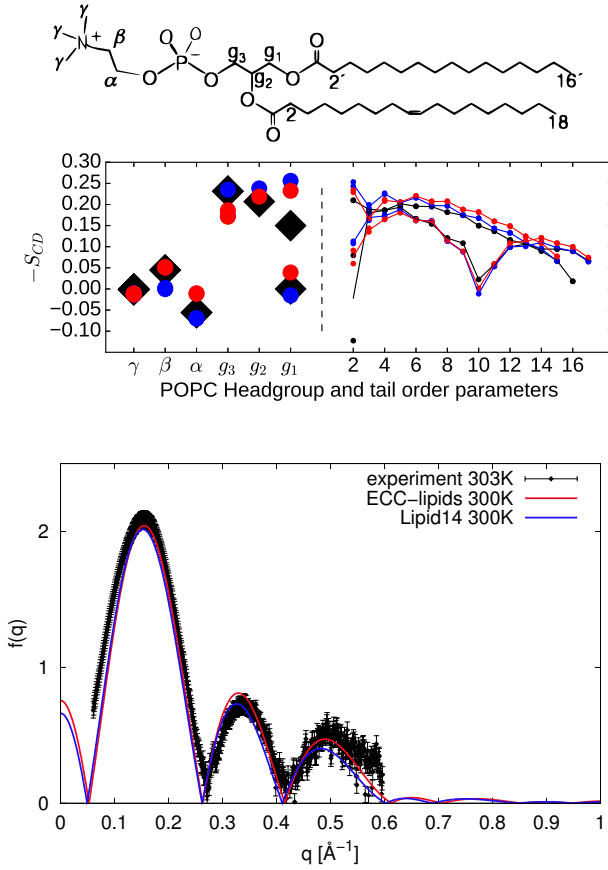 γ
γ N + β O O g₃ g₁ O
γ P − 2´ 16´
α O O g₂ O
O 2 18
O
0.30
0.25
0.20
0.15
0.10
0.05
0.00
−0.05
−0.10
−S_CD
γ β α g₃ g₂ g₁ 2 4 6 8 10 12 14 16
POPC Headgroup and tail order parameters
experiment 303K
ECC−lipids 300K
Lipid14 300K
2
1
0
f(q)
0 0.1 0.2 0.3 0.4 0.5 0.6 0.7 0.8 0.9 1
q [Å⁻¹]